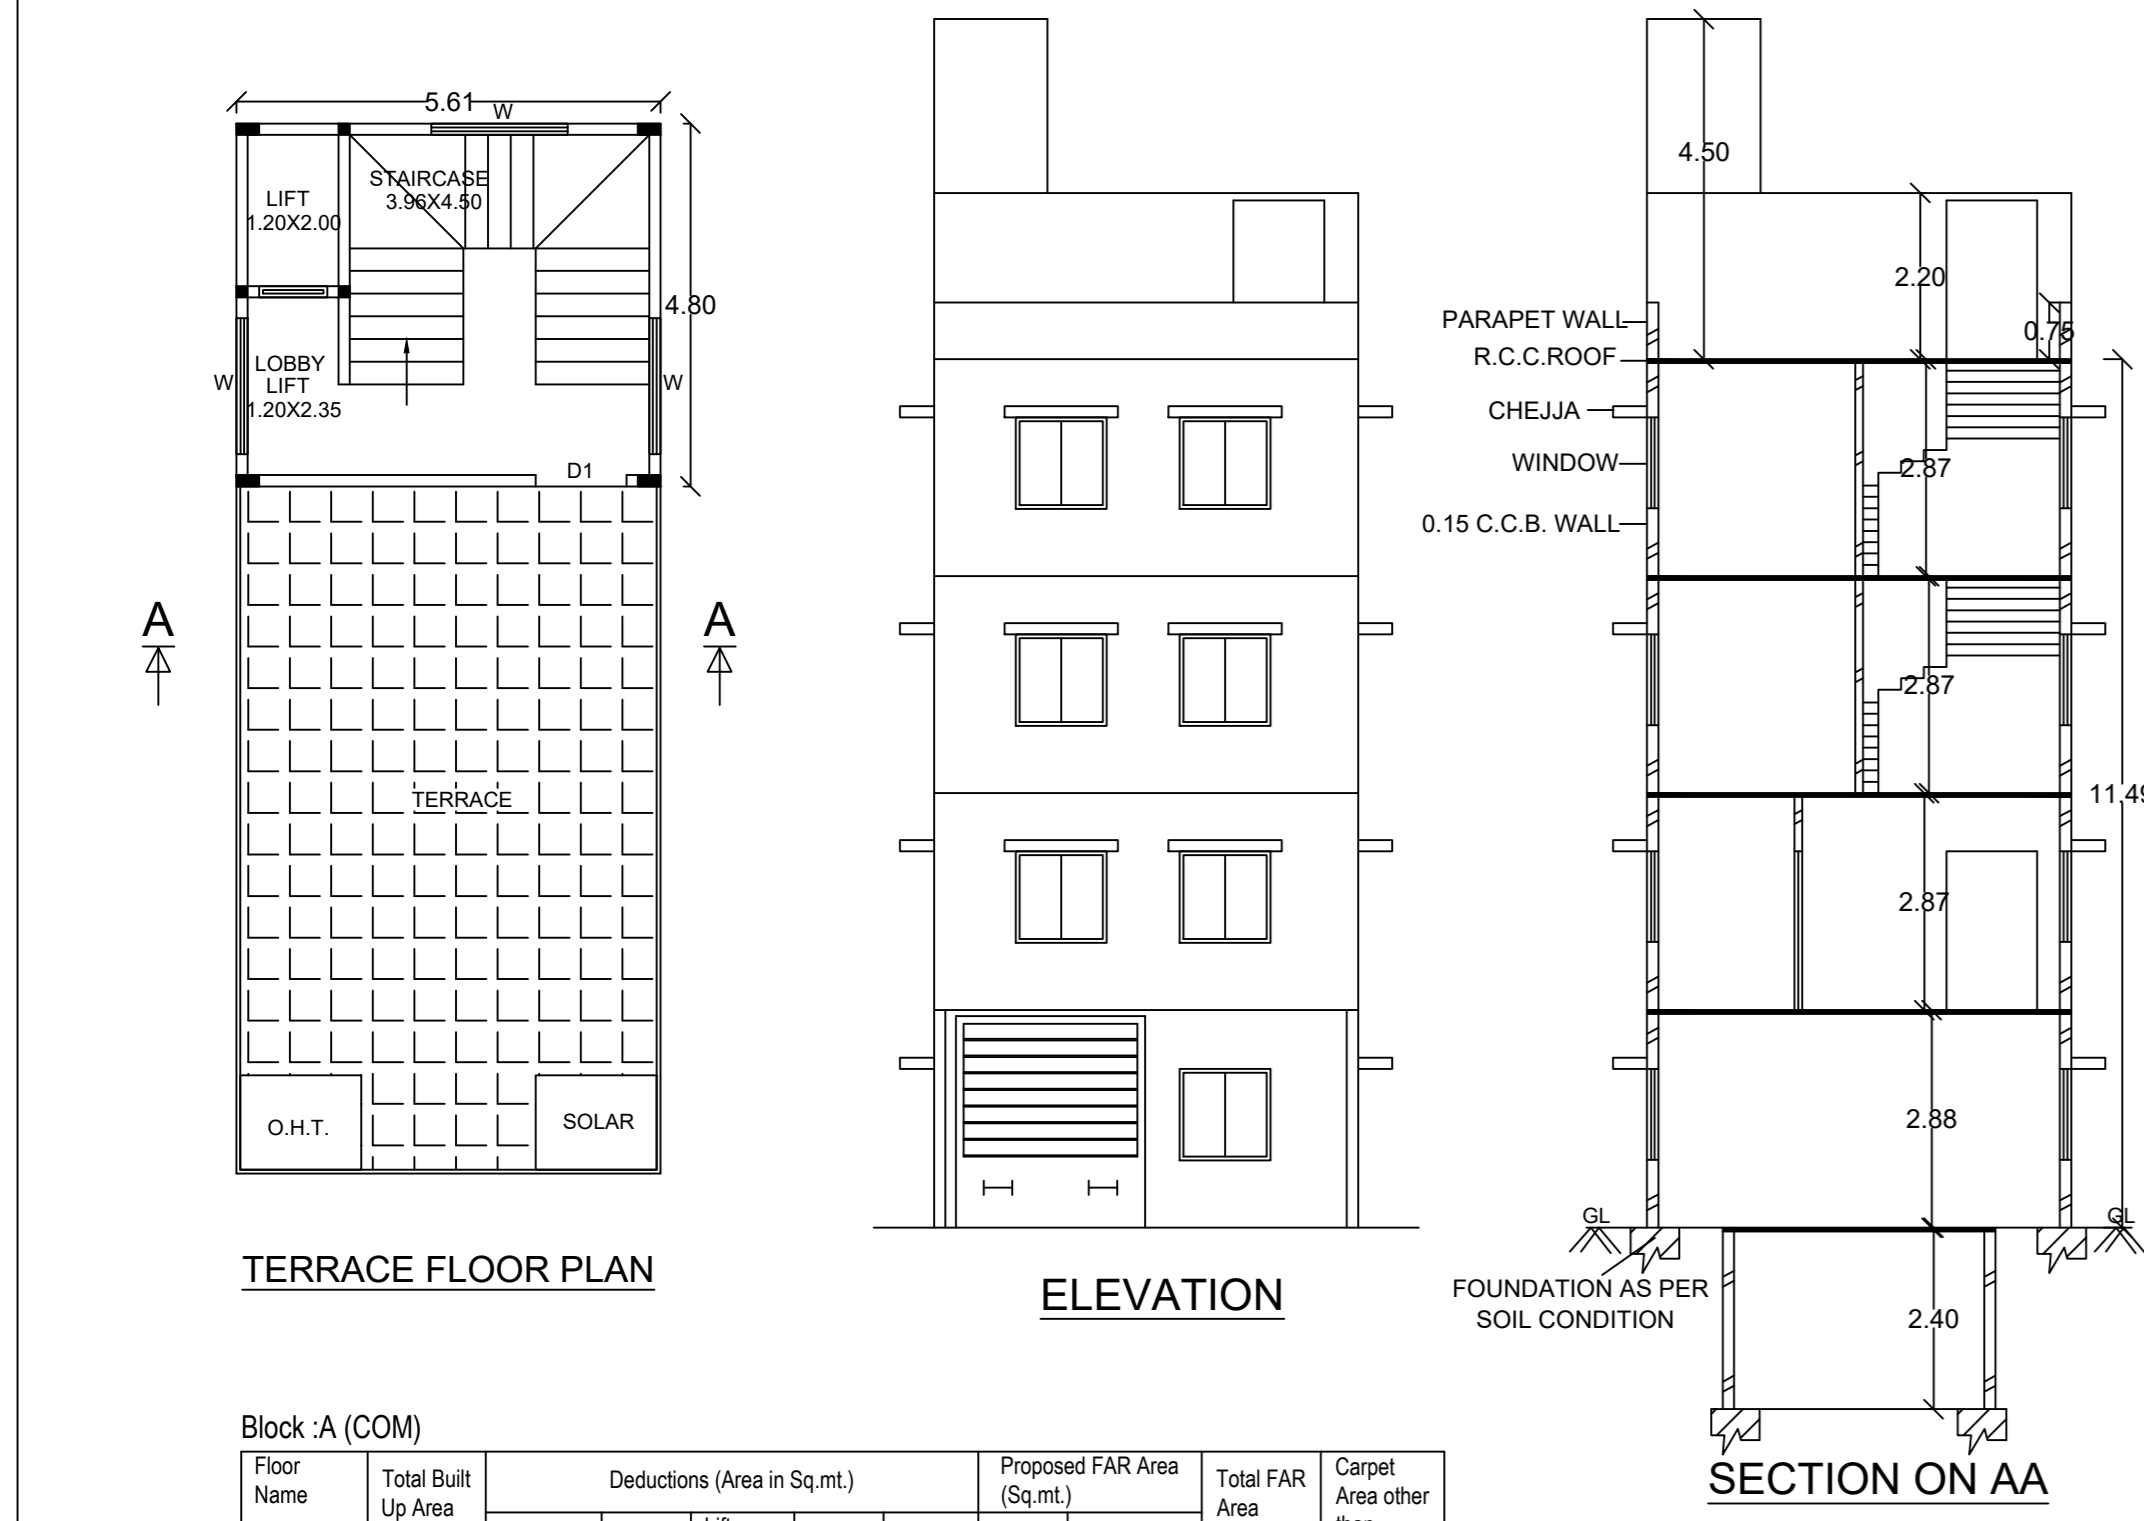 5.61
W
STAIRCASE
3.96X4.50
LIFT
1.20X2.00
4.80
LOBBY
LIFT
1.20X2.35
W
W
D1
A
A
TERRACE
O.H.T.
SOLAR
TERRACE FLOOR PLAN
ELEVATION
4.50
2.20
0.75
PARAPET WALL
R.C.C.ROOF
CHEJJA
WINDOW
0.15 C.C.B. WALL
2.87
2.87
2.87
11.49
2.88
GL
GL
FOUNDATION AS PER
SOIL CONDITION
2.40
SECTION ON AA
Block :A (COM)
Floor
Name
Total Built
Up Area
Deductions (Area in Sq.mt.)
Proposed FAR Area
(Sq.mt.)
Total FAR
Area
Carpet
Area other